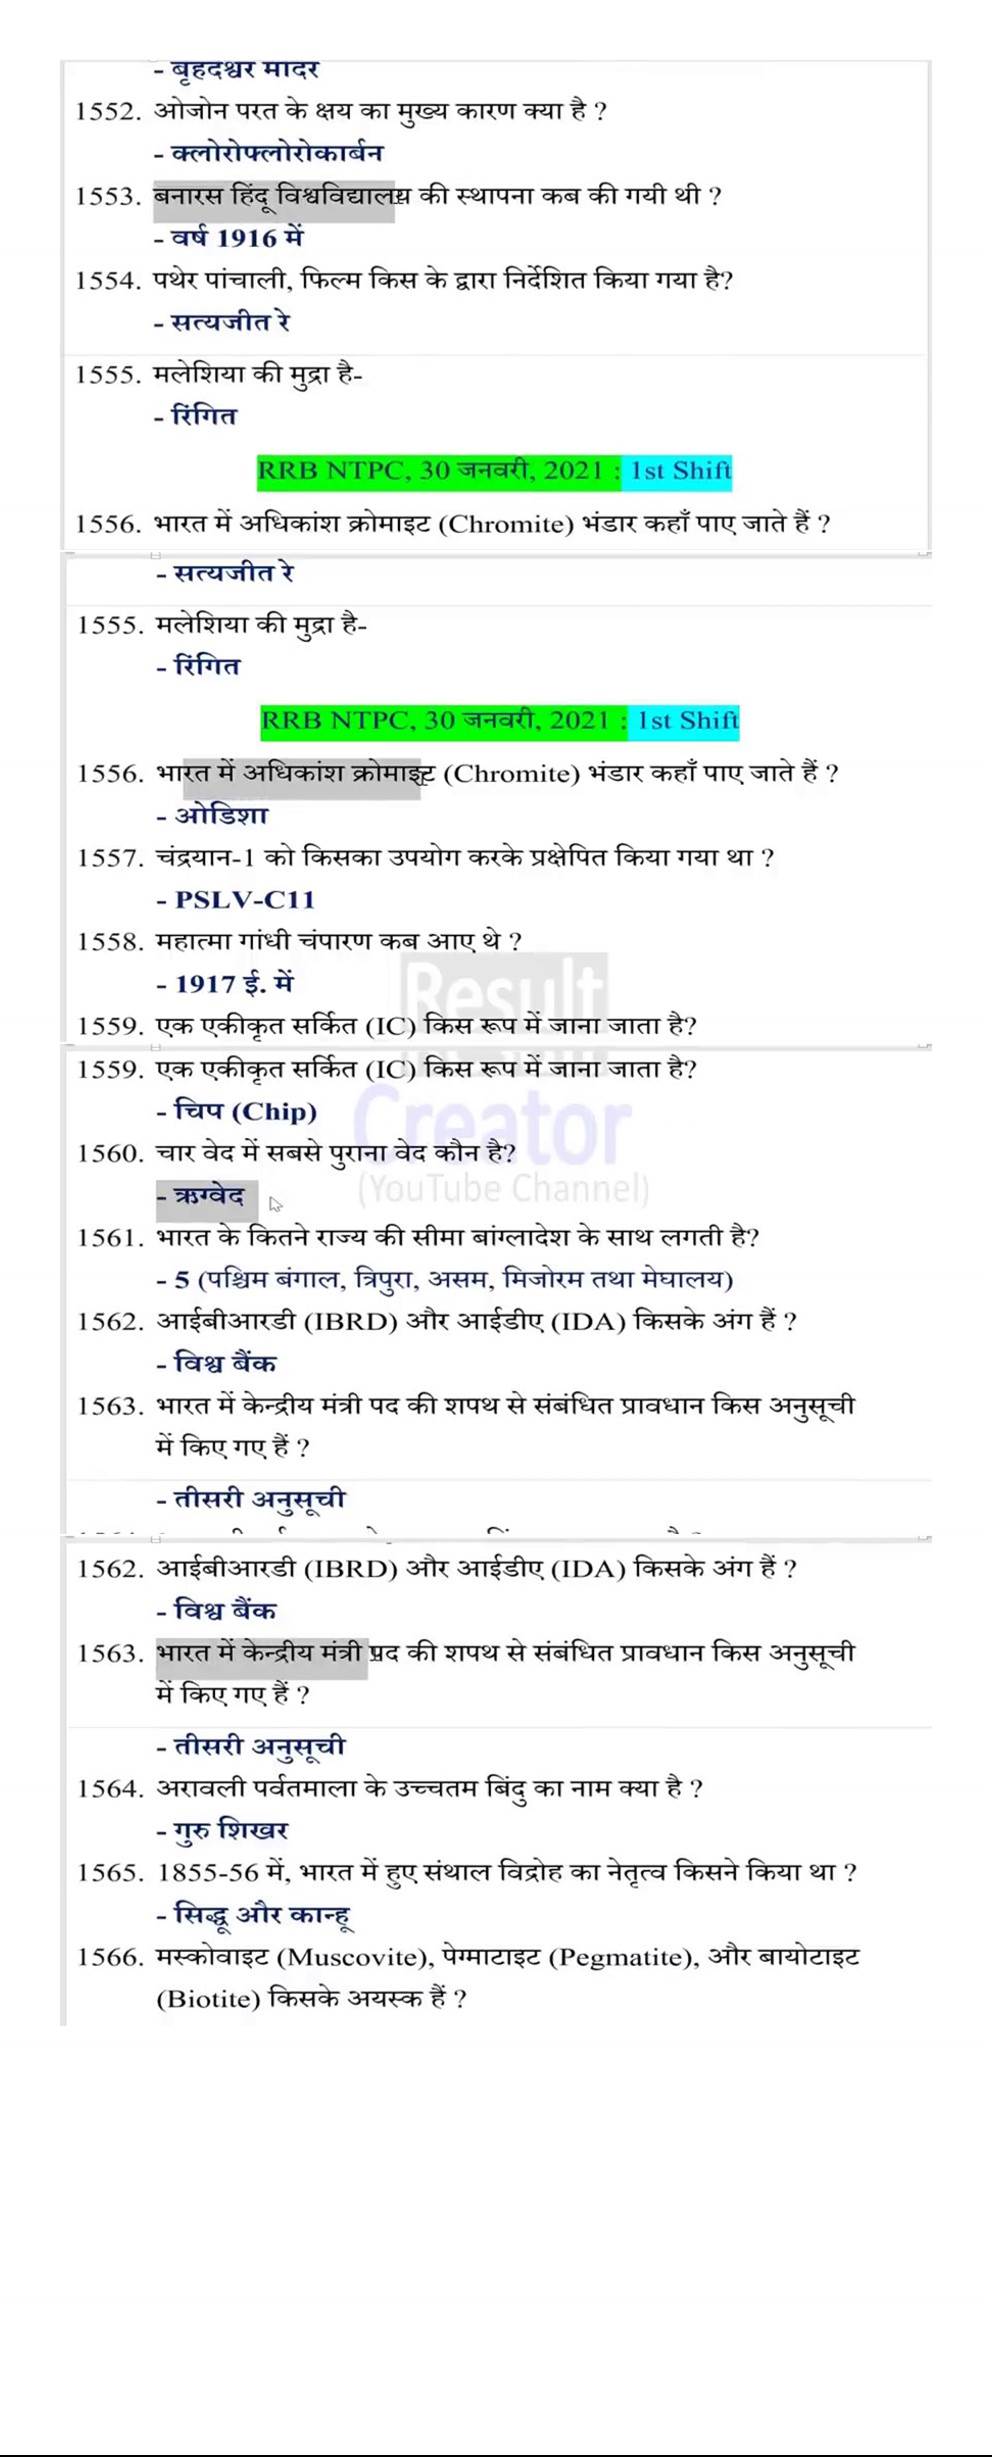 - बृहदेश्वर मंदिर
1552. ओजोन परत के क्षय का मुख्य कारण क्या है ?
- क्लोरोफ्लोरोकार्बन
1553. बनारस हिंदू विश्वविद्यालय की स्थापना कब की गयी थी ?
- वर्ष 1916 में
1554. पथेर पांचाली, फिल्म किस के द्वारा निर्देशित किया गया है?
- सत्यजीत रे
1555. मलेशिया की मुद्रा है-
- रिंगित
RRB NTPC, 30 जनवरी, 2021 : 1st Shift
1556. भारत में अधिकांश क्रोमाइट (Chromite) भंडार कहाँ पाए जाते हैं ?
- सत्यजीत रे
1555. मलेशिया की मुद्रा है-
- रिंगित
RRB NTPC, 30 जनवरी, 2021 : 1st Shift
1556. भारत में अधिकांश क्रोमाइट (Chromite) भंडार कहाँ पाए जाते हैं ?
- ओडिशा
1557. चंद्रयान-1 को किसका उपयोग करके प्रक्षेपित किया गया था ?
- PSLV-C11
1558. महात्मा गांधी चंपारण कब आए थे ?
- 1917 ई. में
Result
1559. एक एकीकृत सर्कित (IC) किस रूप में जाना जाता है?
1559. एक एकीकृत सर्कित (IC) किस रूप में जाना जाता है?
- चिप (Chip)
Creator
1560. चार वेद में सबसे पुराना वेद कौन है?
- ऋग्वेद
(YouTube Channel)
1561. भारत के कितने राज्य की सीमा बांग्लादेश के साथ लगती है?
- 5 (पश्चिम बंगाल, त्रिपुरा, असम, मिजोरम तथा मेघालय)
1562. आईबीआरडी (IBRD) और आईडीए (IDA) किसके अंग हैं ?
- विश्व बैंक
1563. भारत में केन्द्रीय मंत्री पद की शपथ से संबंधित प्रावधान किस अनुसूची
में किए गए हैं ?
- तीसरी अनुसूची
1562. आईबीआरडी (IBRD) और आईडीए (IDA) किसके अंग हैं ?
- विश्व बैंक
1563. भारत में केन्द्रीय मंत्री पद की शपथ से संबंधित प्रावधान किस अनुसूची
में किए गए हैं ?
- तीसरी अनुसूची
1564. अरावली पर्वतमाला के उच्चतम बिंदु का नाम क्या है ?
- गुरु शिखर
1565. 1855-56 में, भारत में हुए संथाल विद्रोह का नेतृत्व किसने किया था ?
- सिद्धू और कान्हू
1566. मस्कोवाइट (Muscovite), पेग्माटाइट (Pegmatite), और बायोटाइट
(Biotite) किसके अयस्क हैं ?